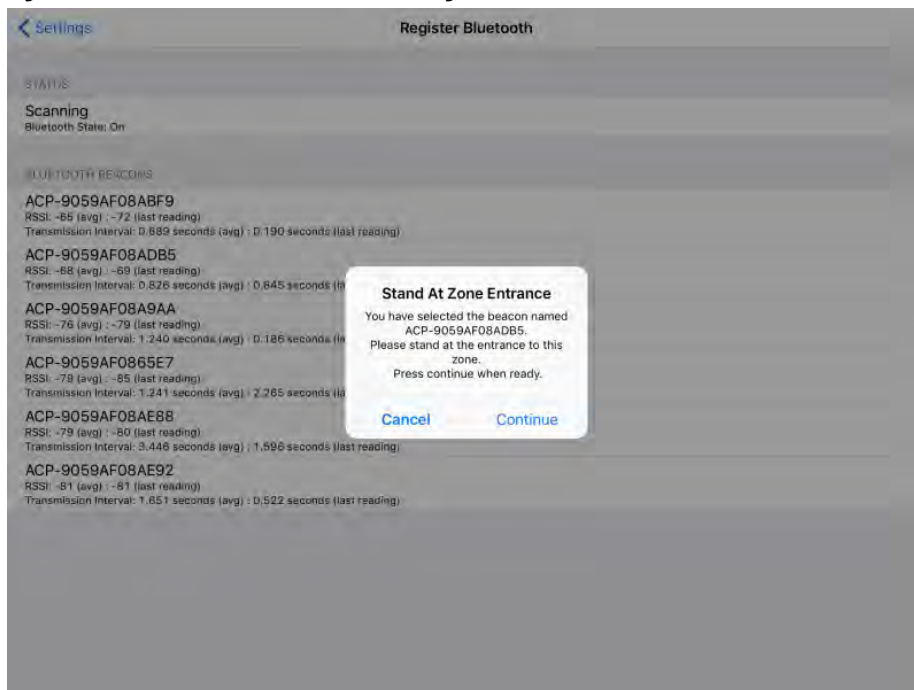 Settings
Register Bluetooth
STATUS
Scanning
Bluetooth State: On
BLUETOOTH BEACONS
ACP-9059AF08ABF9
RSSI: -65 (avg) : -72 (last reading)
Transmission Interval: 0.689 seconds (avg) : 0.190 seconds (last reading)
ACP-9059AF08ADB5
RSSI: -68 (avg) : -69 (last reading)
Transmission Interval: 0.826 seconds (avg) : 0.845 seconds (la
ACP-9059AF08A9AA
RSSI: -76 (avg) : -79 (last reading)
Transmission Interval: 1.240 seconds (avg) : 0.186 seconds (la
ACP-9059AF0865E7
RSSI: -79 (avg) : -85 (last reading)
Transmission Interval: 1.241 seconds (avg) : 2.265 seconds (la
ACP-9059AF08AE88
RSSI: -79 (avg) : -80 (last reading)
Transmission Interval: 3.446 seconds (avg) : 1.596 seconds (last reading)
ACP-9059AF08AE92
RSSI: -81 (avg) : -81 (last reading)
Transmission Interval: 1.651 seconds (avg) : 0.522 seconds (last reading)
Stand At Zone Entrance
You have selected the beacon named
ACP-9059AF08ADB5.
Please stand at the entrance to this
zone.
Press continue when ready.
Cancel
Continue